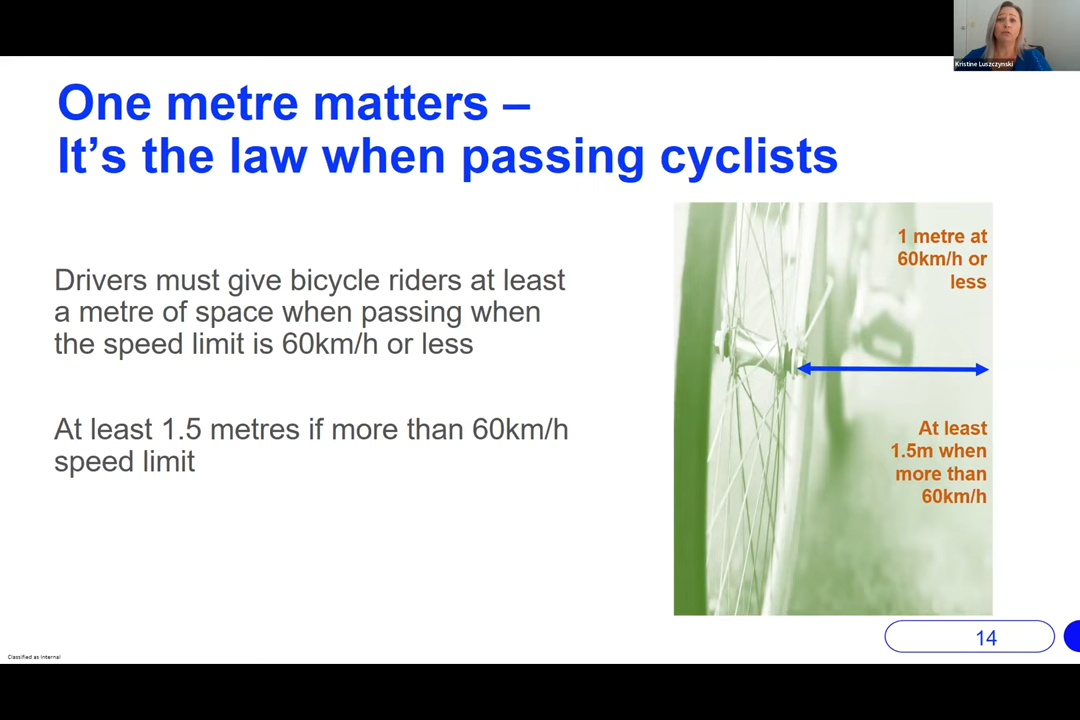 Kristine Luszczynski
One metre matters –
It's the law when passing cyclists
Drivers must give bicycle riders at least
a metre of space when passing when
the speed limit is 60km/h or less
At least 1.5 metres if more than 60km/h
speed limit
1 metre at
60km/h or
less
At least
1.5m when
more than
60km/h
14
Classified as Internal